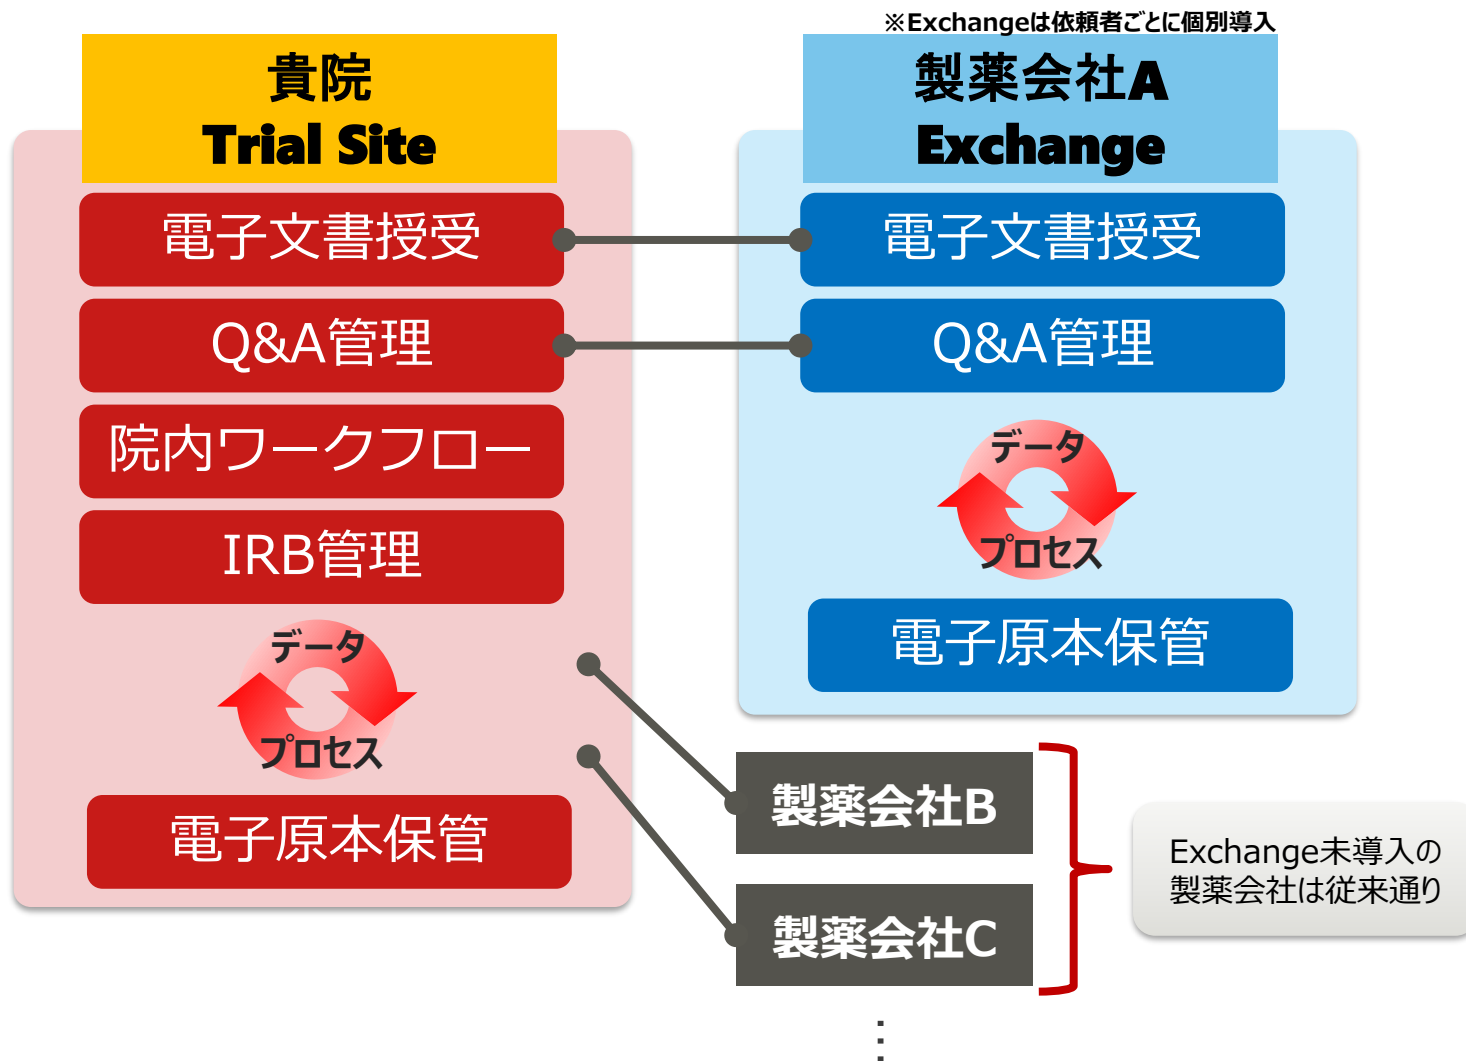 ※Exchangeは依頼者ごとに個別導入
貴院
Trial Site
電子文書授受
Q&A管理
院内ワークフロー
IRB管理
データ
プロセス
電子原本保管
製薬会社A
Exchange
電子文書授受
Q&A管理
データ
プロセス
電子原本保管
製薬会社B
製薬会社C
Exchange未導入の
製薬会社は従来通り